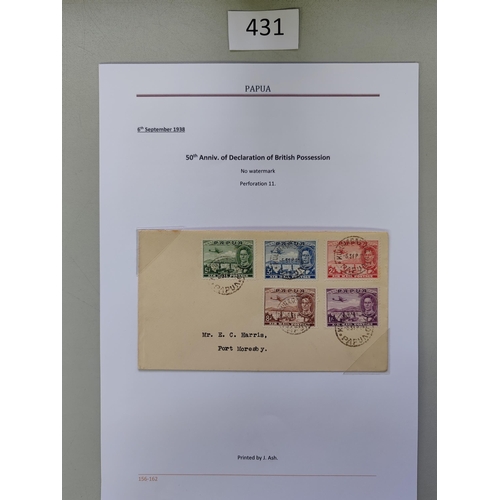 431
PAPUA
6th September 1938
50th Anniv. of Declaration of British Possession
No watermark
Perforation 11.
PAPUA PAPUA PAPUA
PAPUA PAPUA
Mr. E. C. Harris,
Port Moresby.
Printed by J. Ash.